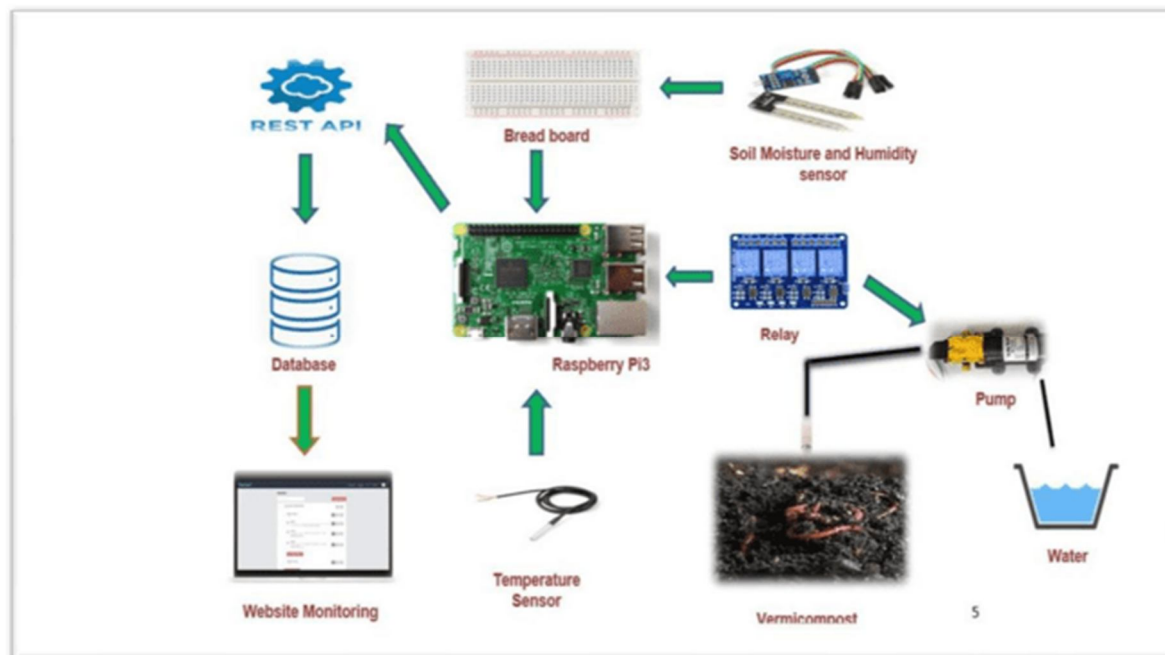 REST API
Bread board
Soil Moisture and Humidity
sensor
Database
Raspberry Pi3
Relay
Pump
Website Monitoring
Temperature
Sensor
Vermicompost
Water
5